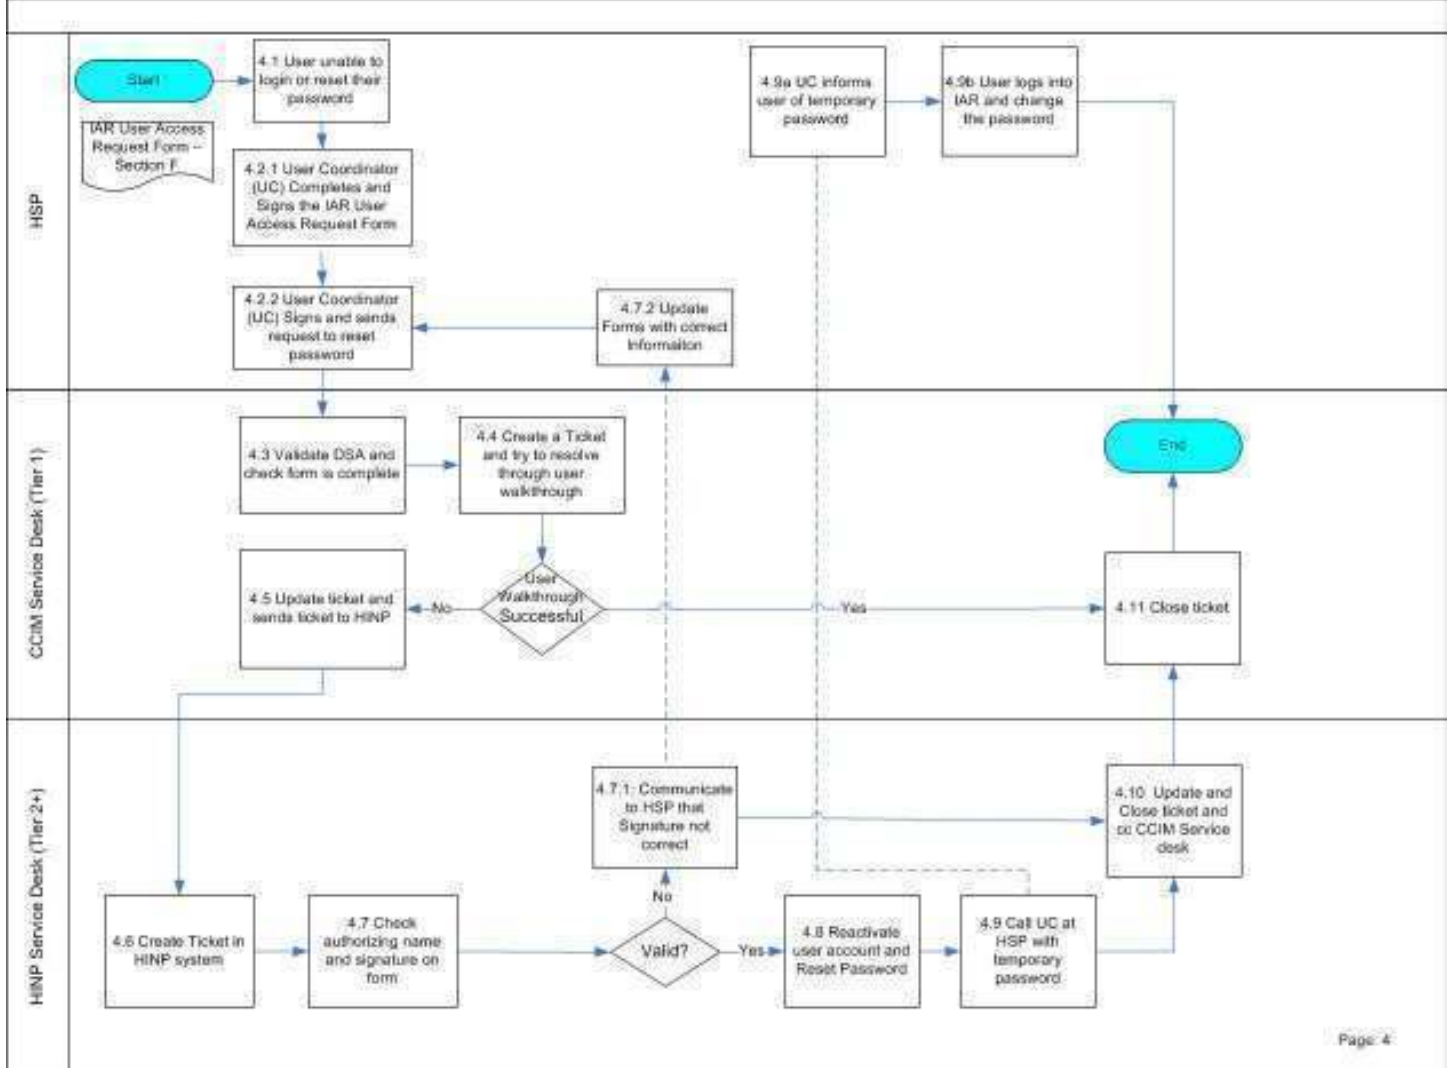 HSP
Start
IAR User Access
Request Form –
Section F
4.1 User unable to
login or reset their
password
4.2.1 User Coordinator
(UC) Completes and
Signs the IAR User
Access Request Form
4.2.2 User Coordinator
(UC) Signs and sends
request to reset
password
4.7.2 Update
Forms with correct
Informaiton
4.9a UC informs
user of temporary
password
4.9b User logs into
IAR and change
the password
CCIM Service Desk (Tier 1)
4.3 Validate DSA and
check form is complete
4.4 Create a Ticket
and try to resolve
through user
walkthrough
End
4.5 Update ticket and
sends ticket to HINP
No
User
Walkthrough
Successful
Yes
4.11 Close ticket
HINP Service Desk (Tier 2+)
4.7.1: Communicate
to HSP that
Signature not
correct
4.10 Update and
Close ticket and
cc CCIM Service
desk
No
4.6 Create Ticket in
HINP system
4.7 Check
authorizing name
and signature on
form
Valid?
Yes
4.8 Reactivate
user account and
Reset Password
4.9 Call UC at
HSP with
temporary
password
Page: 4